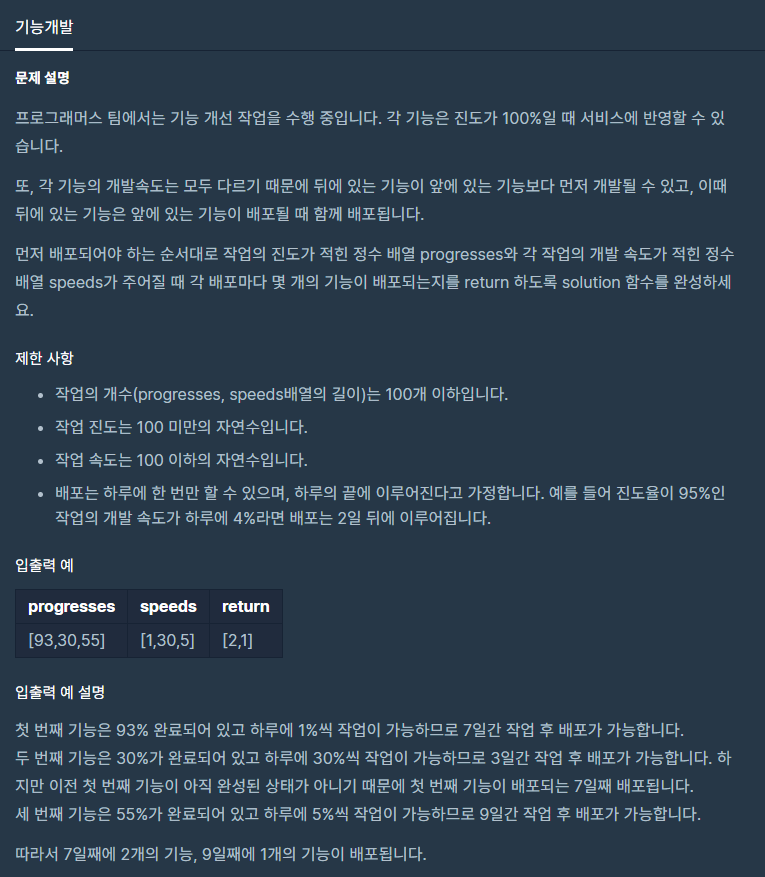 기능개발
문제 설명
프로그래머스 팀에서는 기능 개선 작업을 수행 중입니다. 각 기능은 진도가 100%일 때 서비스에 반영할 수 있
습니다.
또, 각 기능의 개발속도는 모두 다르기 때문에 뒤에 있는 기능이 앞에 있는 기능보다 먼저 개발될 수 있고, 이때
뒤에 있는 기능은 앞에 있는 기능이 배포될 때 함께 배포됩니다.
먼저 배포되어야 하는 순서대로 작업의 진도가 적힌 정수 배열 progresses와 각 작업의 개발 속도가 적힌 정수
배열 speeds가 주어질 때 각 배포마다 몇 개의 기능이 배포되는지를 return 하도록 solution 함수를 완성하세
요.
제한 사항
• 작업의 개수(progresses, speeds배열의 길이)는 100개 이하입니다.
• 작업 진도는 100 미만의 자연수입니다.
• 작업 속도는 100 이하의 자연수입니다.
• 배포는 하루에 한 번만 할 수 있으며, 하루의 끝에 이루어진다고 가정합니다. 예를 들어 진도율이 95%인
작업의 개발 속도가 하루에 4%라면 배포는 2일 뒤에 이루어집니다.
입출력 예
progresses speeds return
[93,30,55] [1,30,5] [2,1]
입출력 예 설명
첫 번째 기능은 93% 완료되어 있고 하루에 1%씩 작업이 가능하므로 7일간 작업 후 배포가 가능합니다.
두 번째 기능은 30%가 완료되어 있고 하루에 30%씩 작업이 가능하므로 3일간 작업 후 배포가 가능합니다. 하
지만 이전 첫 번째 기능이 아직 완성된 상태가 아니기 때문에 첫 번째 기능이 배포되는 7일째 배포됩니다.
세 번째 기능은 55%가 완료되어 있고 하루에 5%씩 작업이 가능하므로 9일간 작업 후 배포가 가능합니다.
따라서 7일째에 2개의 기능, 9일째에 1개의 기능이 배포됩니다.